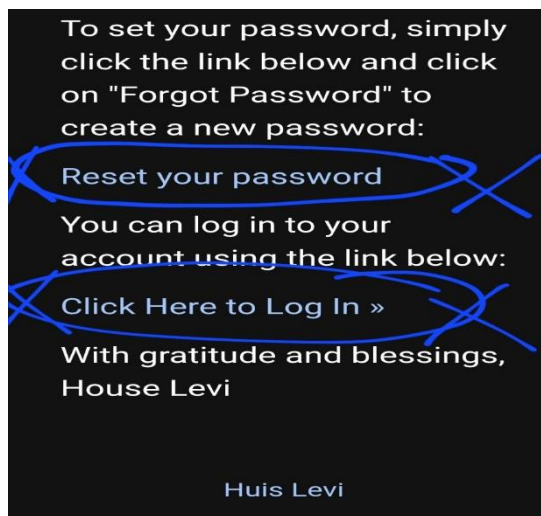 To set your password, simply
click the link below and click
on "Forgot Password" to
create a new password:
Reset your password
You can log in to your
account using the link below:
Click Here to Log In »
With gratitude and blessings,
House Levi
Huis Levi